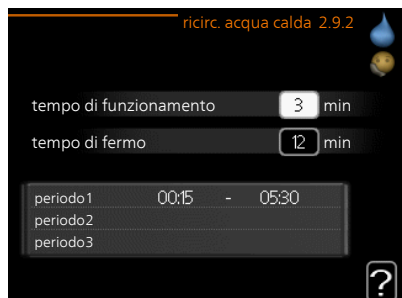 ricirc. acqua calda 2.9.2
tempo di funzionamento 3 min
tempo di fermo 12 min
periodo1 00:15 - 05:30
periodo2
periodo3
?